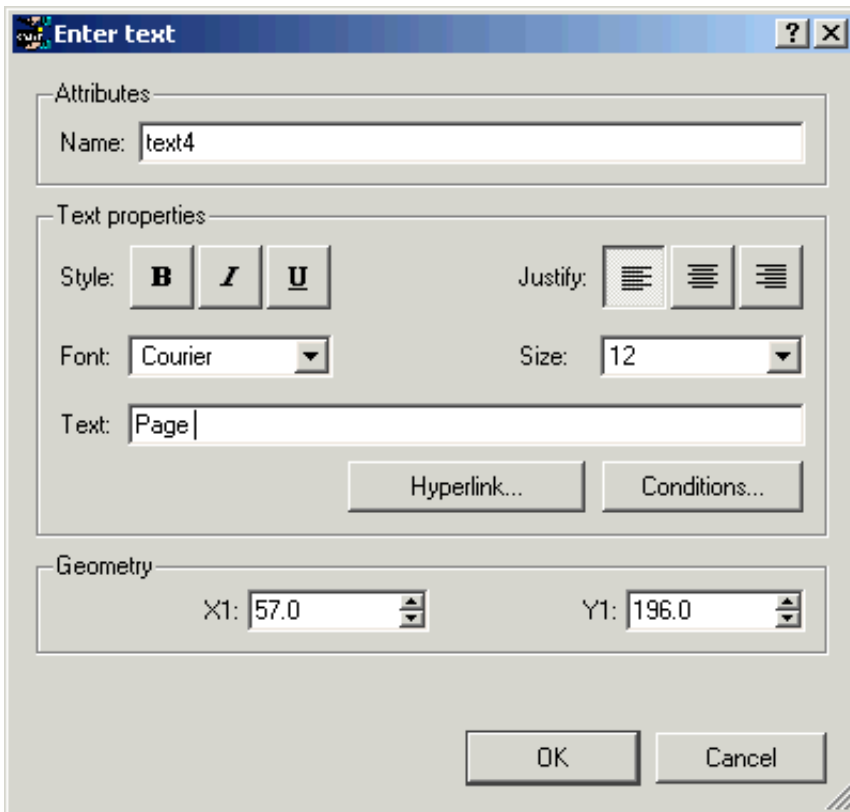 Enter text
Attributes
Name: text4
Text properties
Style: B I U Justify:
Font: Courier Size: 12
Text: Page
Hyperlink... Conditions...
Geometry
X1: 57.0 Y1: 196.0
OK Cancel